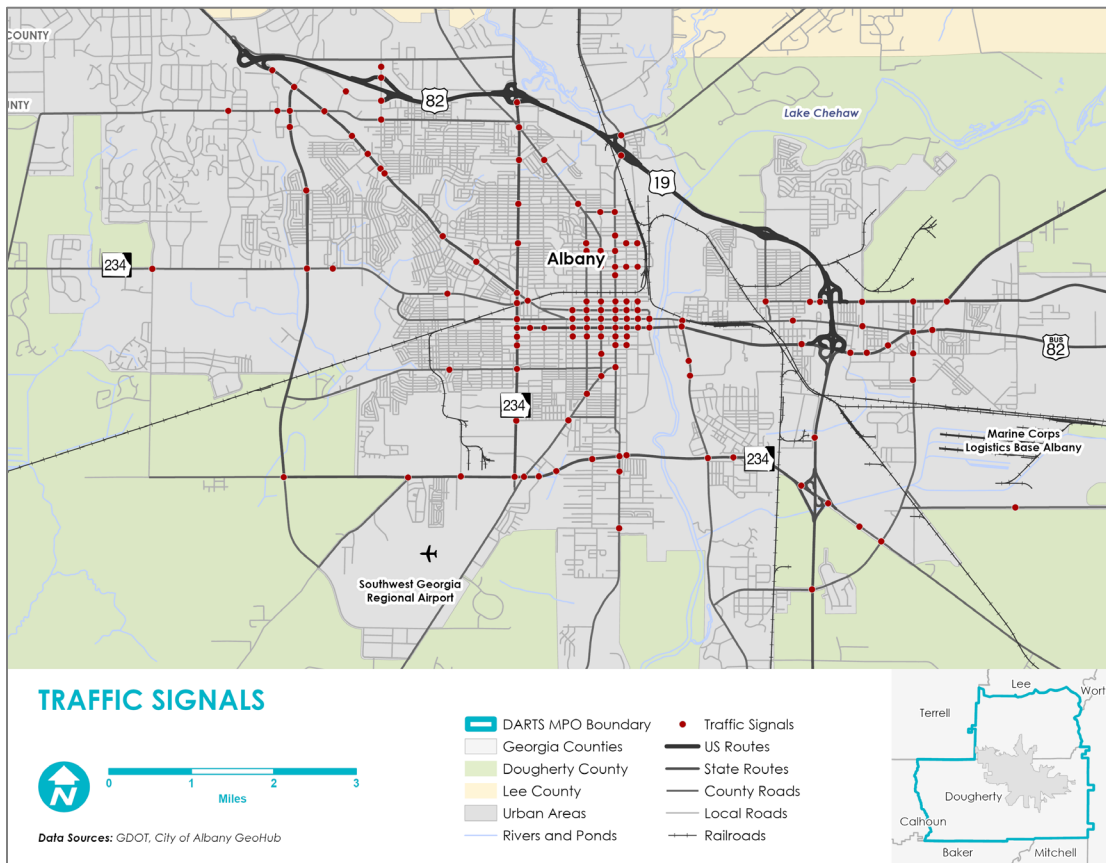 COUNTY
UNTY
82
Lake Chehaw
19
234
Albany
BUS
82
234
Marine Corps
Logistics Base Albany
234
Southwest Georgia
Regional Airport
TRAFFIC SIGNALS
N
0 1 2 3
Miles
Data Sources: GDOT, City of Albany GeoHub
DARTS MPO Boundary
Georgia Counties
Dougherty County
Lee County
Urban Areas
Rivers and Ponds
Traffic Signals
US Routes
State Routes
County Roads
Local Roads
Railroads
Lee
Wort
Terrell
Dougherty
Calhoun
Baker
Mitchell